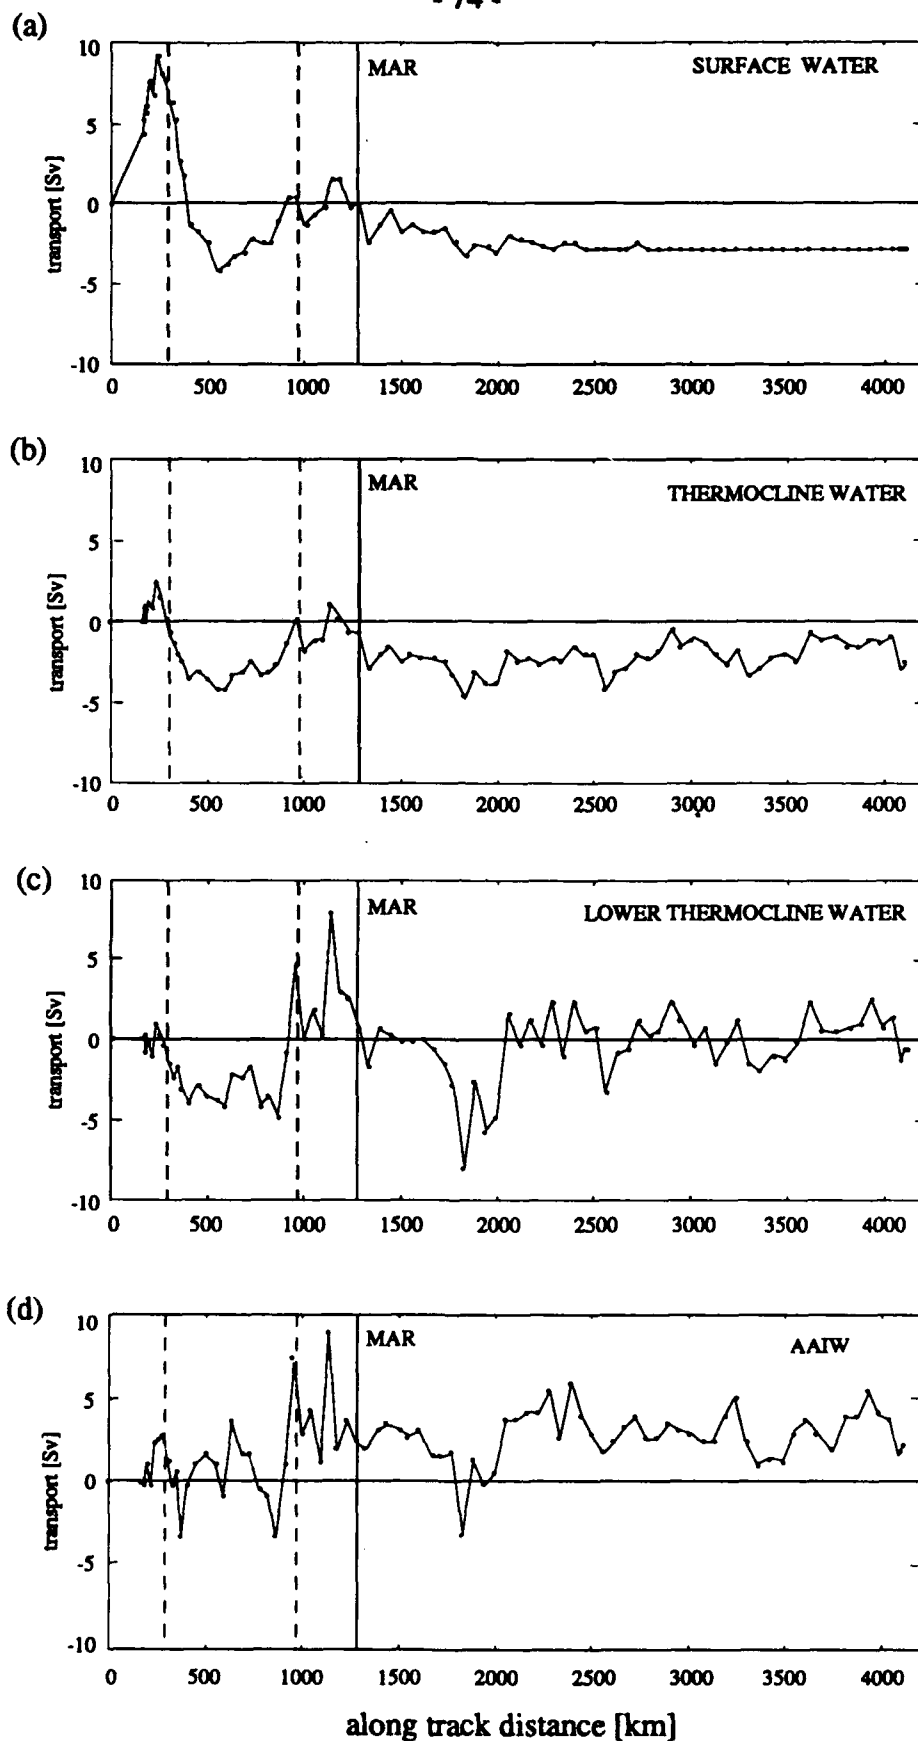 - 74 -
(a)
10
5
0
-5
-10
transport [Sv]
MAR
SURFACE WATER
0 500 1000 1500 2000 2500 3000 3500 4000
(b)
10
5
0
-5
-10
transport [Sv]
MAR
THERMOCLINE WATER
0 500 1000 1500 2000 2500 3000 3500 4000
(c)
10
5
0
-5
-10
transport [Sv]
MAR
LOWER THERMOCLINE WATER
0 500 1000 1500 2000 2500 3000 3500 4000
(d)
10
5
0
-5
-10
transport [Sv]
MAR
AAIW
0 500 1000 1500 2000 2500 3000 3500 4000
along track distance [km]